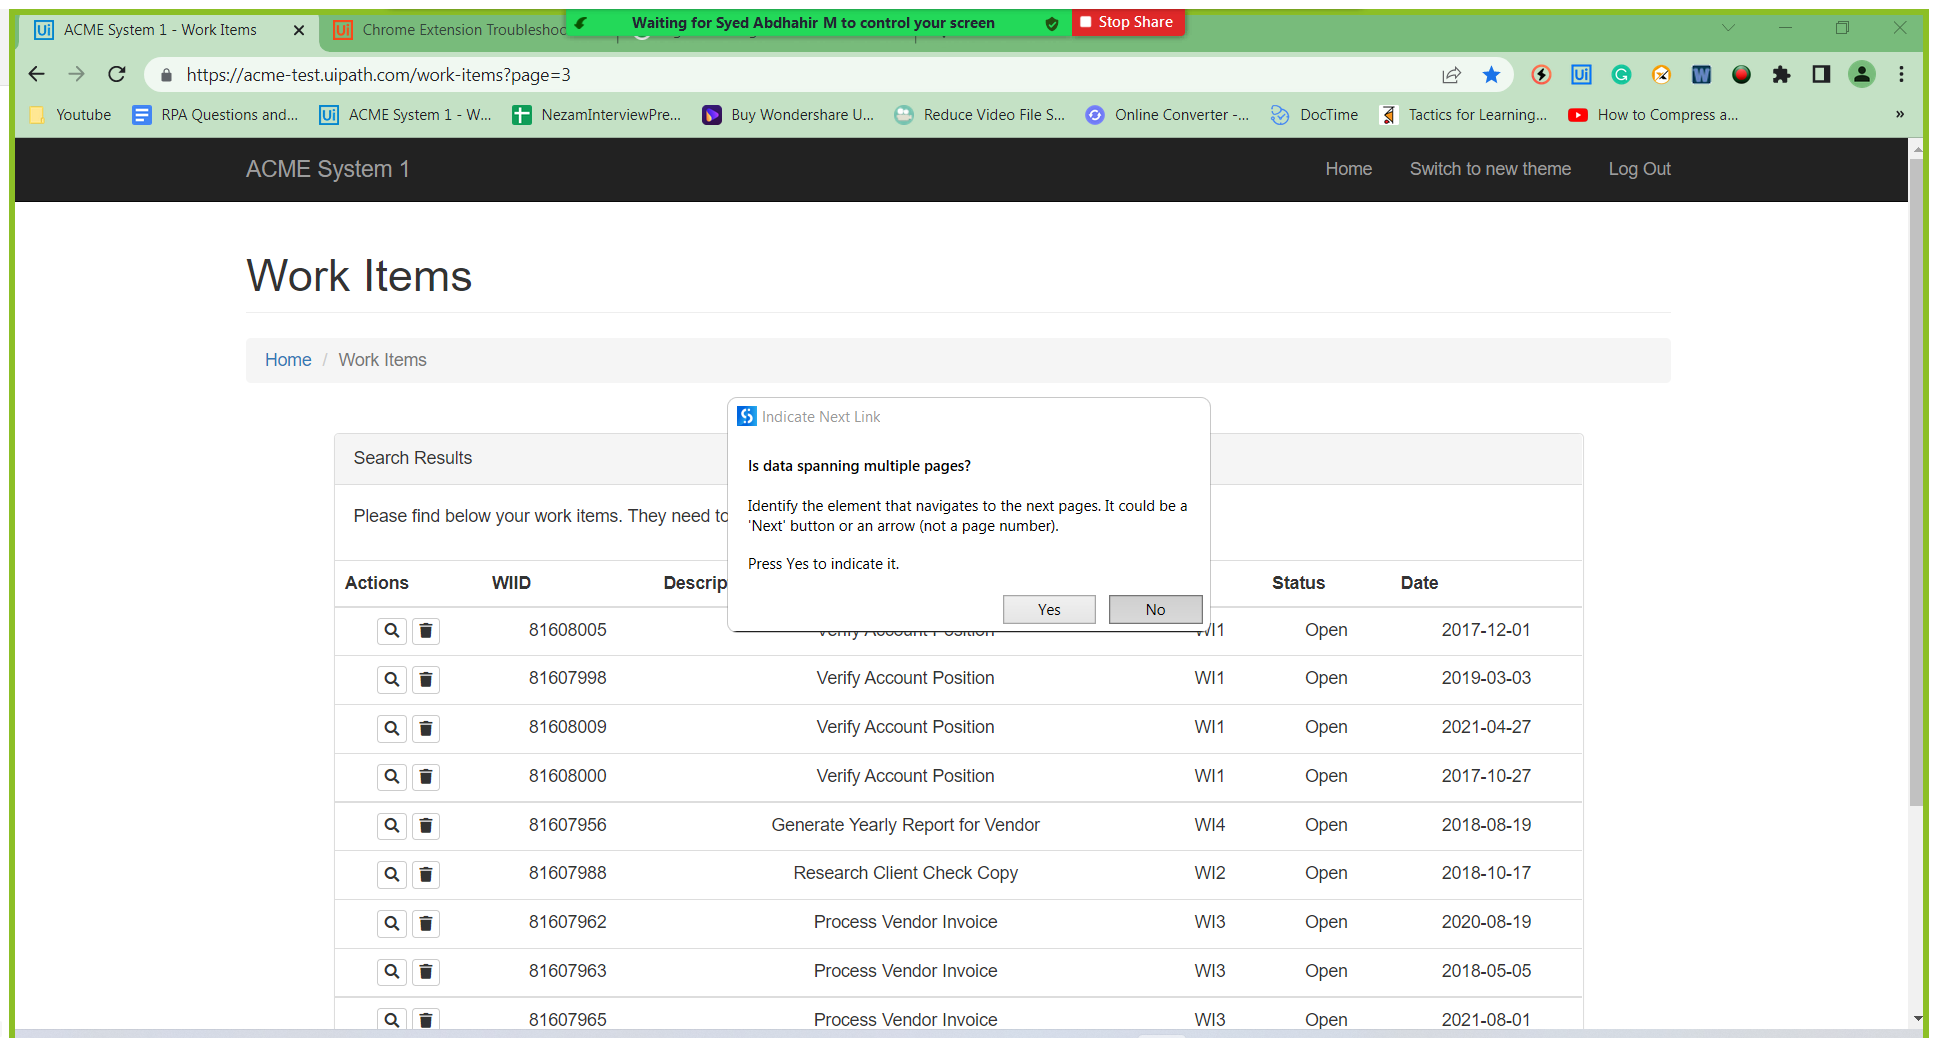 Waiting for Syed Abdhahir M to control your screen Stop Share
ACME System 1 - Work Items Chrome Extension Troubleshoo
https://acme-test.uipath.com/work-items?page=3
Youtube RPA Questions and... ACME System 1 - W... NezamInterviewPre... Buy Wondershare U... Reduce Video File S... Online Converter -... DocTime Tactics for Learning... How to Compress a... »
ACME System 1 Home Switch to new theme Log Out
Work Items
Home / Work Items
Indicate Next Link
Is data spanning multiple pages?
Identify the element that navigates to the next pages. It could be a
'Next' button or an arrow (not a page number).
Press Yes to indicate it.
Yes No
Search Results
Please find below your work items. They need to
Actions WIID Descrip Status Date
81608005 Verify Account Position WI1 Open 2017-12-01
81607998 Verify Account Position WI1 Open 2019-03-03
81608009 Verify Account Position WI1 Open 2021-04-27
81608000 Verify Account Position WI1 Open 2017-10-27
81607956 Generate Yearly Report for Vendor WI4 Open 2018-08-19
81607988 Research Client Check Copy WI2 Open 2018-10-17
81607962 Process Vendor Invoice WI3 Open 2020-08-19
81607963 Process Vendor Invoice WI3 Open 2018-05-05
81607965 Process Vendor Invoice WI3 Open 2021-08-01